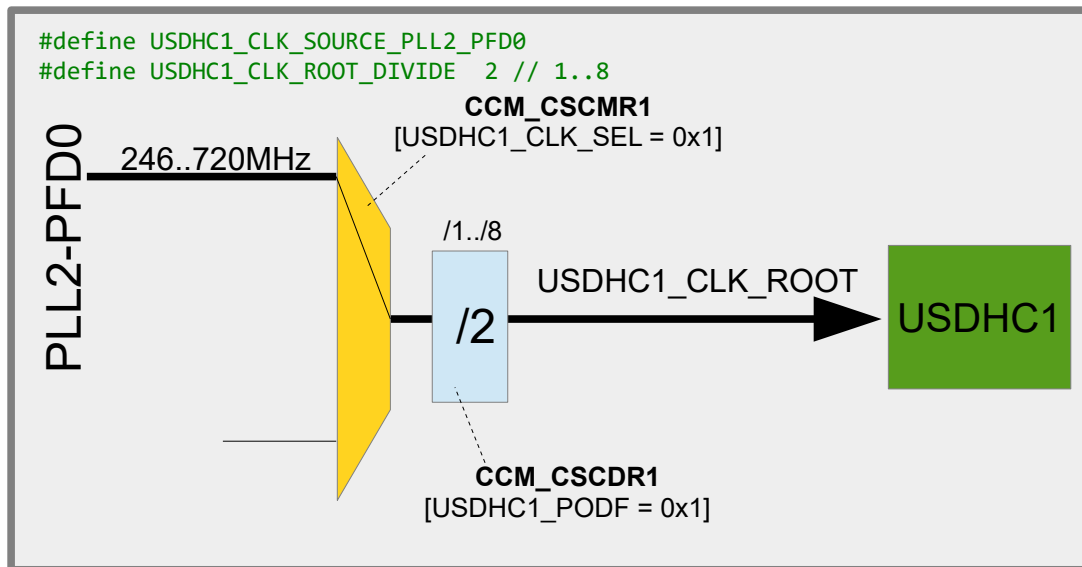 #define USDHC1_CLK_SOURCE_PLL2_PFD0
#define USDHC1_CLK_ROOT_DIVIDE  2 // 1..8
CCM_CSCMR1
[USDHC1_CLK_SEL = 0x1]
PLL2-PFD0
246..720MHz
/1../8
/2
USDHC1_CLK_ROOT
USDHC1
CCM_CSCDR1
[USDHC1_PODF = 0x1]